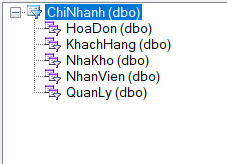 ChiNhanh (dbo)
HoaDon (dbo)
KhachHang (dbo)
NhaKho (dbo)
NhanVien (dbo)
QuanLy (dbo)